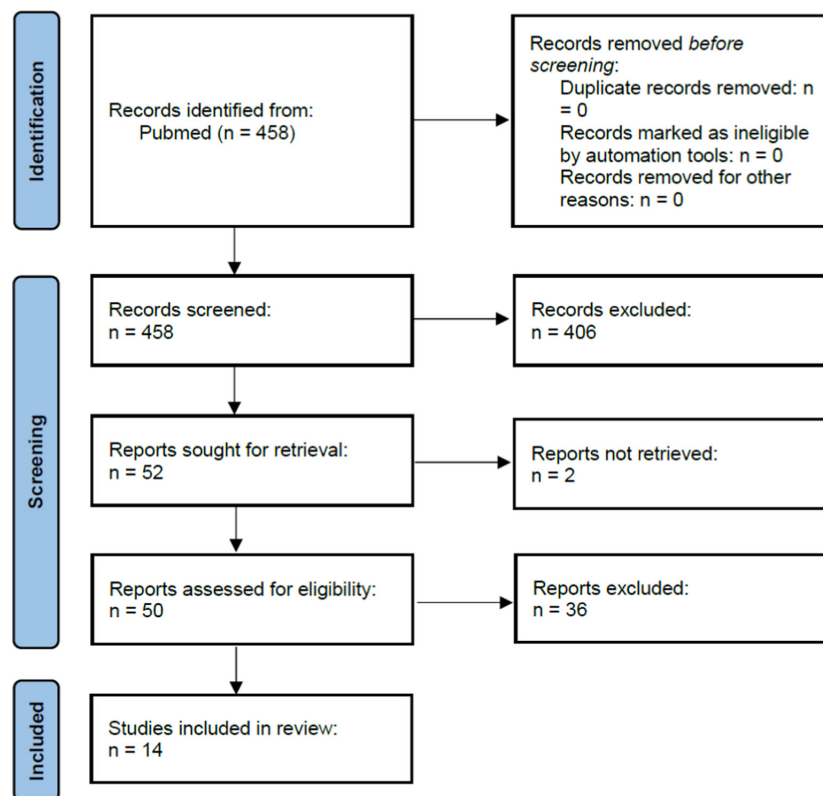 Identification
Records identified from:
Pubmed (n = 458)
Records removed before
screening:
Duplicate records removed: n
= 0
Records marked as ineligible
by automation tools: n = 0
Records removed for other
reasons: n = 0
Screening
Records screened:
n = 458
Records excluded:
n = 406
Reports sought for retrieval:
n = 52
Reports not retrieved:
n = 2
Reports assessed for eligibility:
n = 50
Reports excluded:
n = 36
Included
Studies included in review:
n = 14